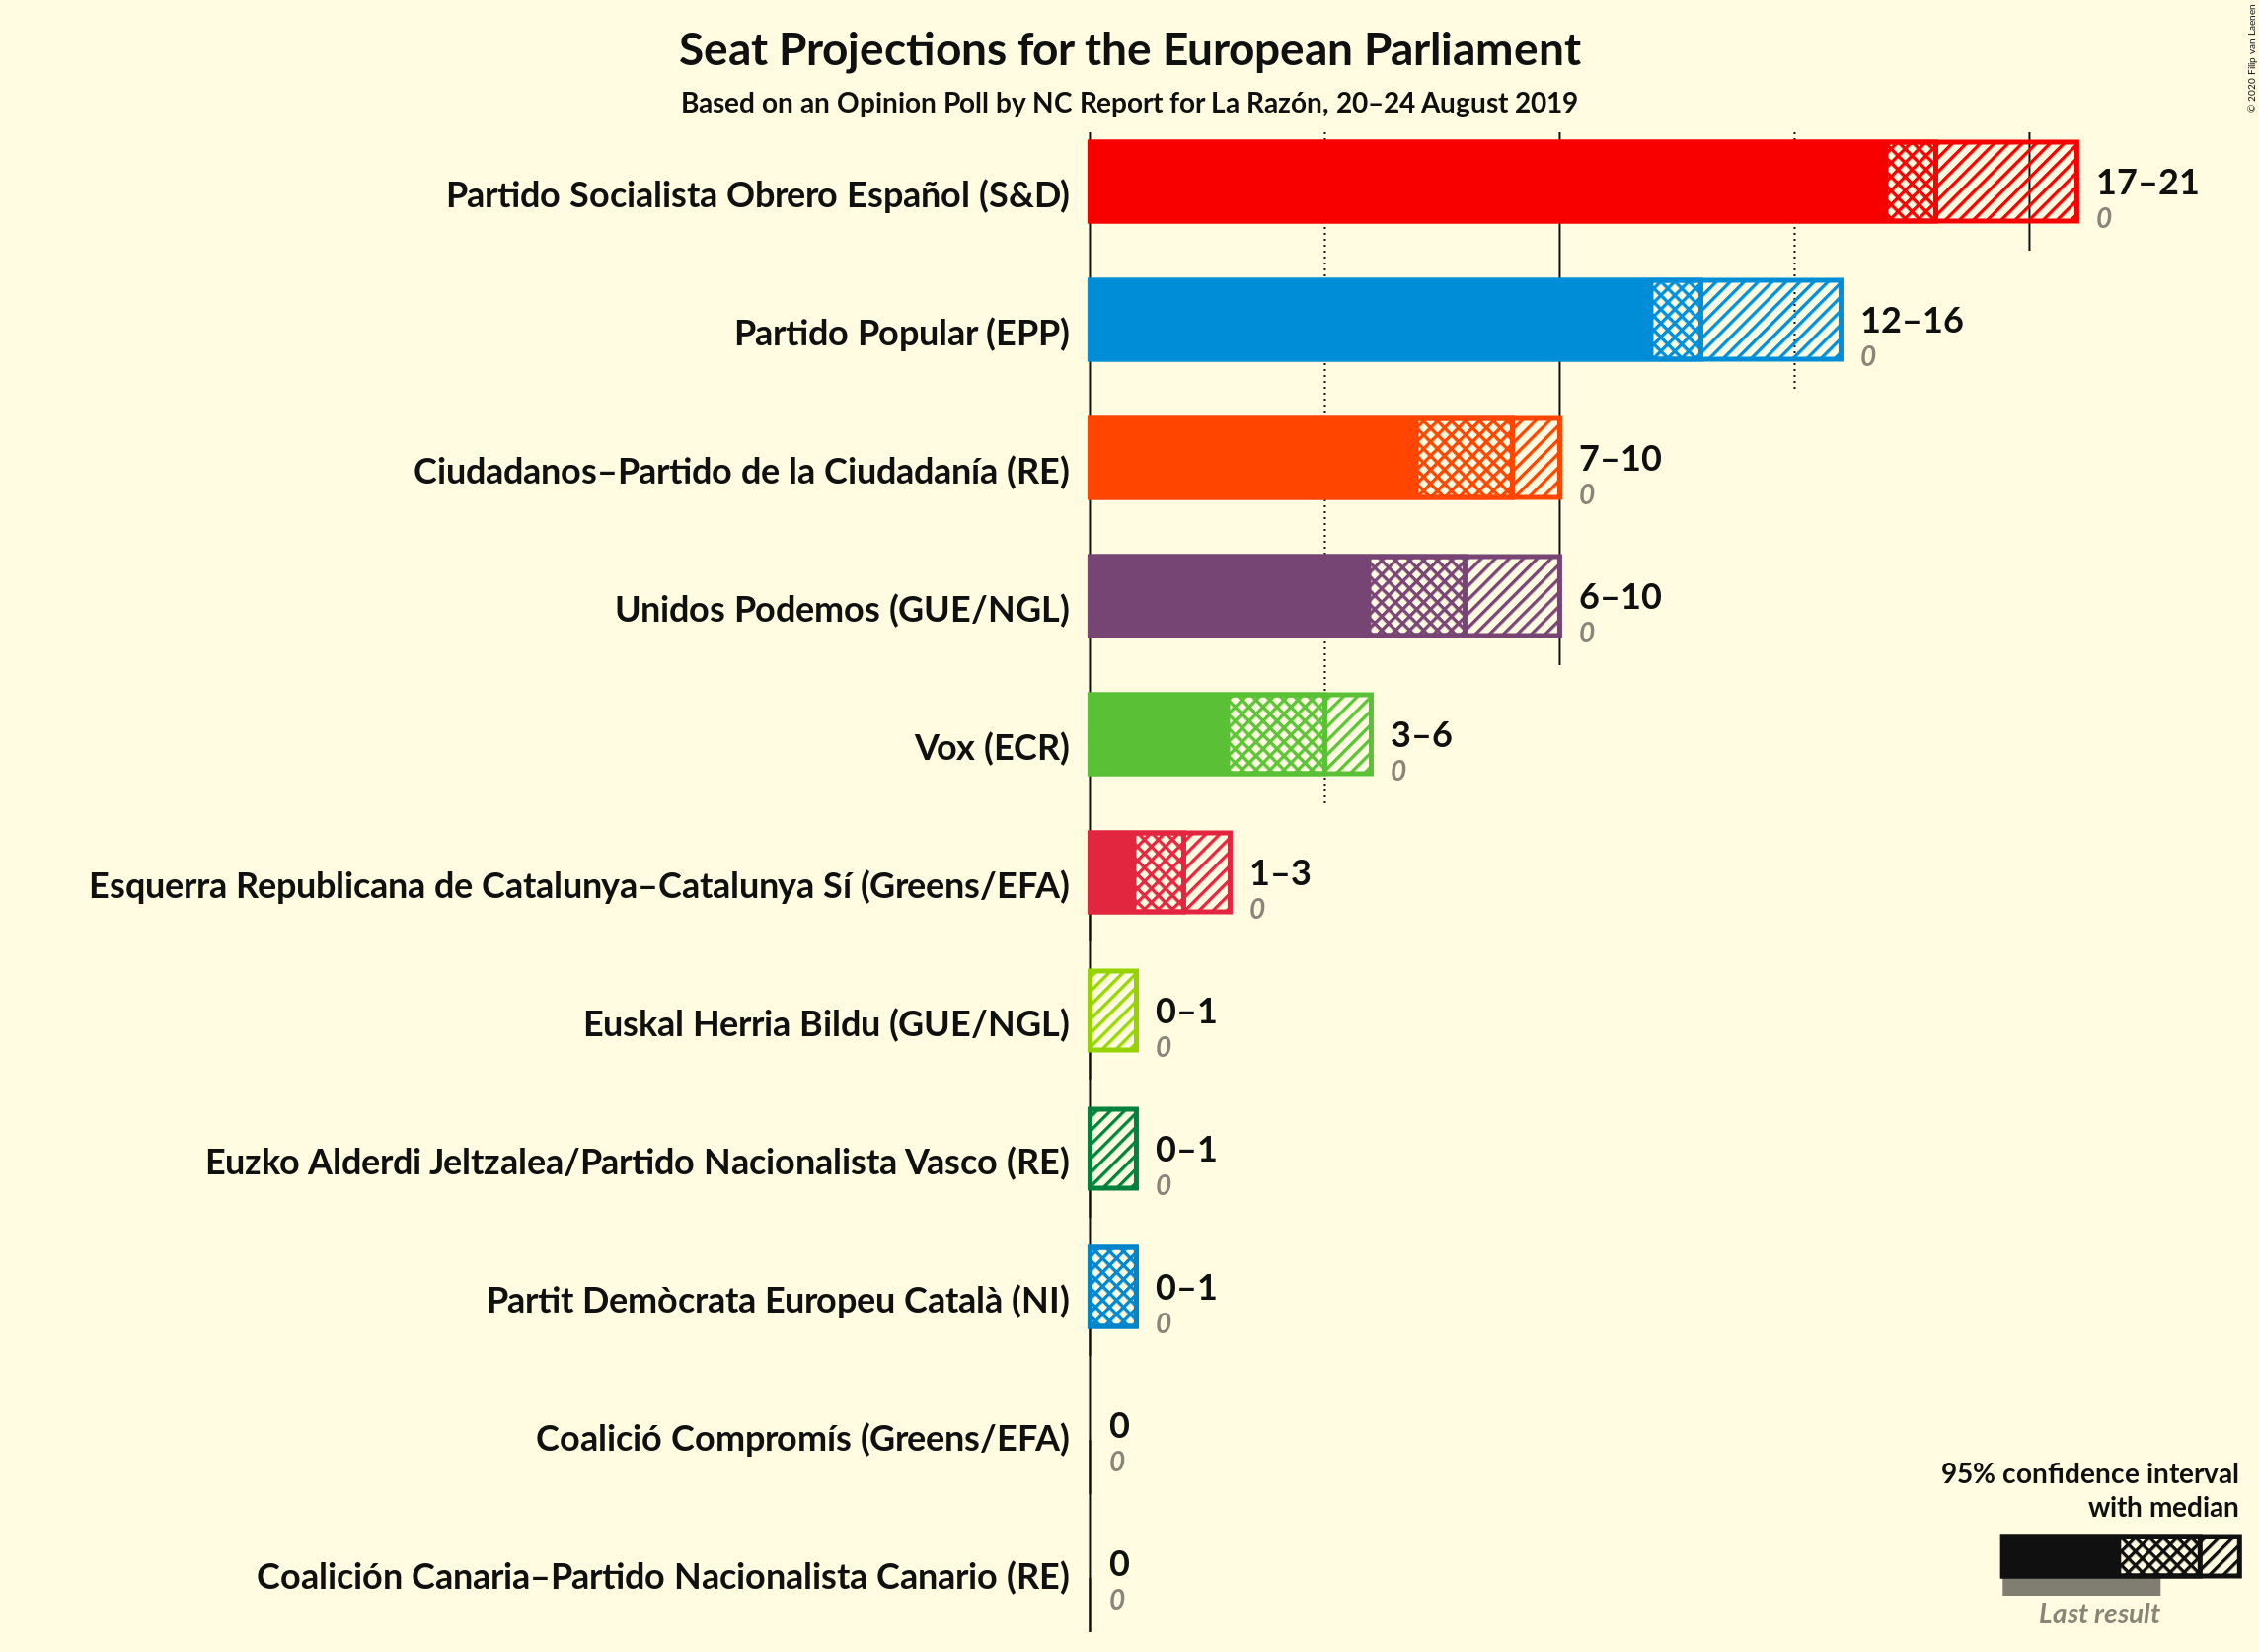 Seat Projections for the European Parliament
Based on an Opinion Poll by NC Report for La Razón, 20–24 August 2019
© 2020 Filip van Laenen
Partido Socialista Obrero Español (S&D)
17–21
0
Partido Popular (EPP)
12–16
0
Ciudadanos–Partido de la Ciudadanía (RE)
7–10
0
Unidos Podemos (GUE/NGL)
6–10
0
Vox (ECR)
3–6
0
Esquerra Republicana de Catalunya–Catalunya Sí (Greens/EFA)
1–3
0
Euskal Herria Bildu (GUE/NGL)
0–1
0
Euzko Alderdi Jeltzalea/Partido Nacionalista Vasco (RE)
0–1
0
Partit Demòcrata Europeu Català (NI)
0–1
0
Coalició Compromís (Greens/EFA)
0
0
Coalición Canaria–Partido Nacionalista Canario (RE)
0
0
95% confidence interval
with median
Last result